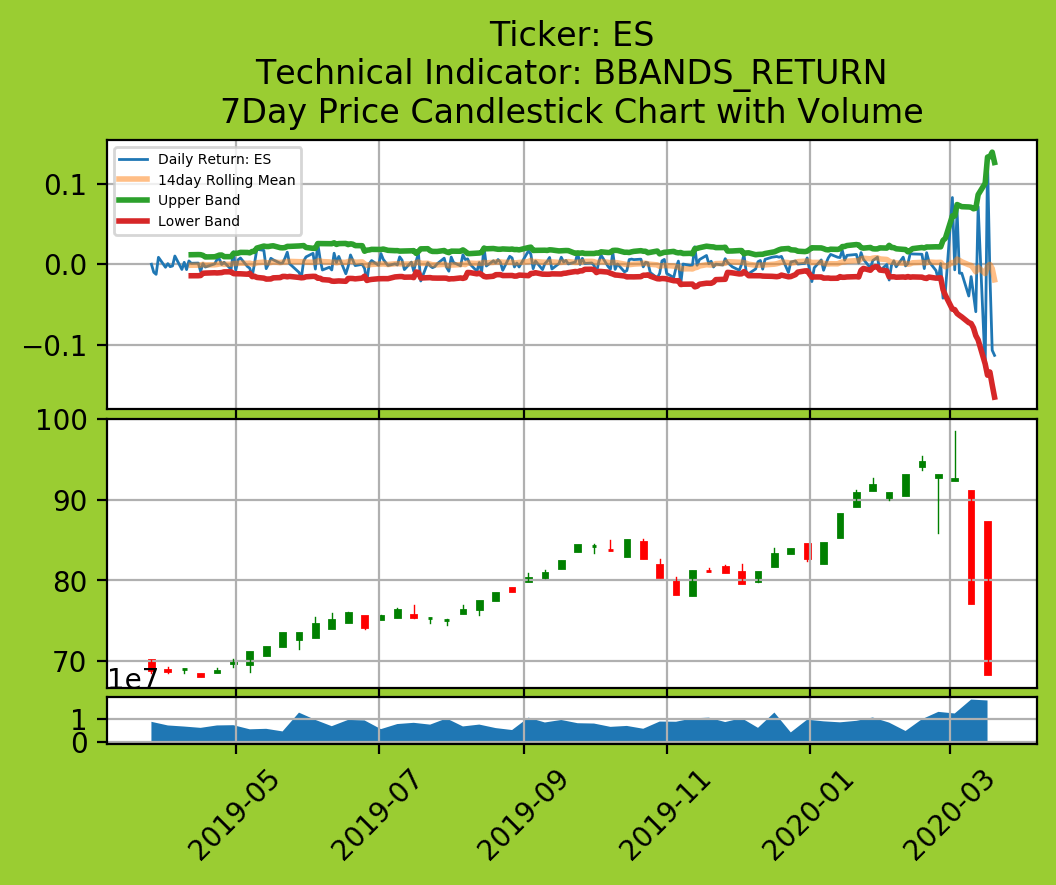 Ticker: ES
Technical Indicator: BBANDS_RETURN
7Day Price Candlestick Chart with Volume
Daily Return: ES
14day Rolling Mean
Upper Band
Lower Band
0.1
0.0
−0.1
100
90
80
70
1e7
1
0
2019-05
2019-07
2019-09
2019-11
2020-01
2020-03